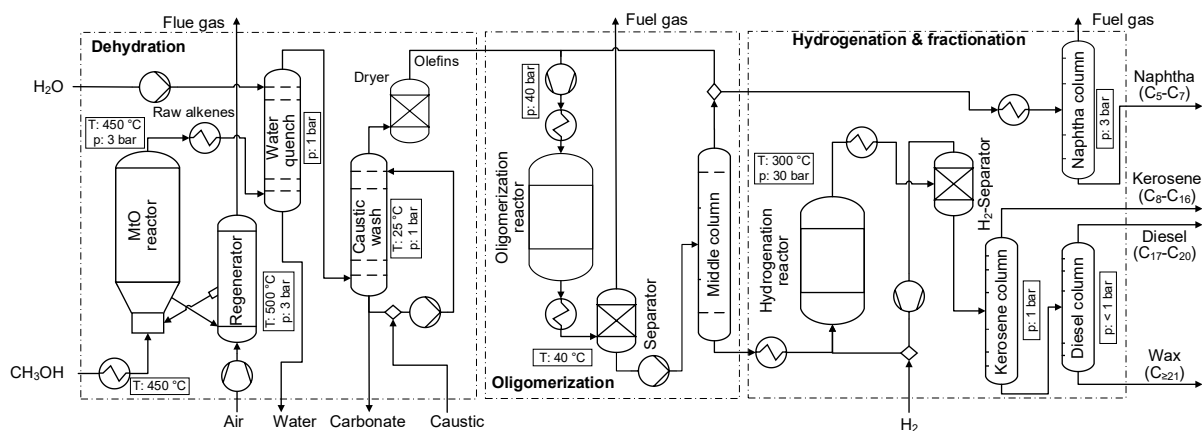 Flue gas
Fuel gas
Fuel gas
Dehydration
Hydrogenation & fractionation
H₂O
Raw alkenes
T: 450 °C
p: 3 bar
MtO
reactor
Regenerator
T: 500 °C
p: 3 bar
CH₃OH
T: 450 °C
Air
Water
quench
p: 1 bar
Water
Dryer
Olefins
Caustic
wash
T: 25 °C
p: 1 bar
Carbonate
Caustic
p: 40 bar
Oligomerization
reactor
T: 40 °C
Separator
Oligomerization
Middle column
T: 300 °C
p: 30 bar
Hydrogenation
reactor
H₂-Separator
H₂
Kerosene column
p: 1 bar
Diesel column
p: < 1 bar
Naphtha column
p: 3 bar
Naphtha
(C₅-C₇)
Kerosene
(C₈-C₁₆)
Diesel
(C₁₇-C₂₀)
Wax
(C≥₂₁)